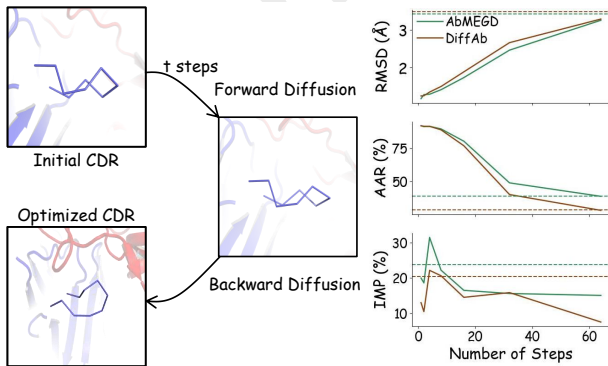 t steps
Forward Diffusion
Initial CDR
Optimized CDR
Backward Diffusion
AbMEGD
DiffAb
RMSD (Å)
3
2
AAR (%)
75
50
IMP (%)
30
20
10
0 20 40 60
Number of Steps